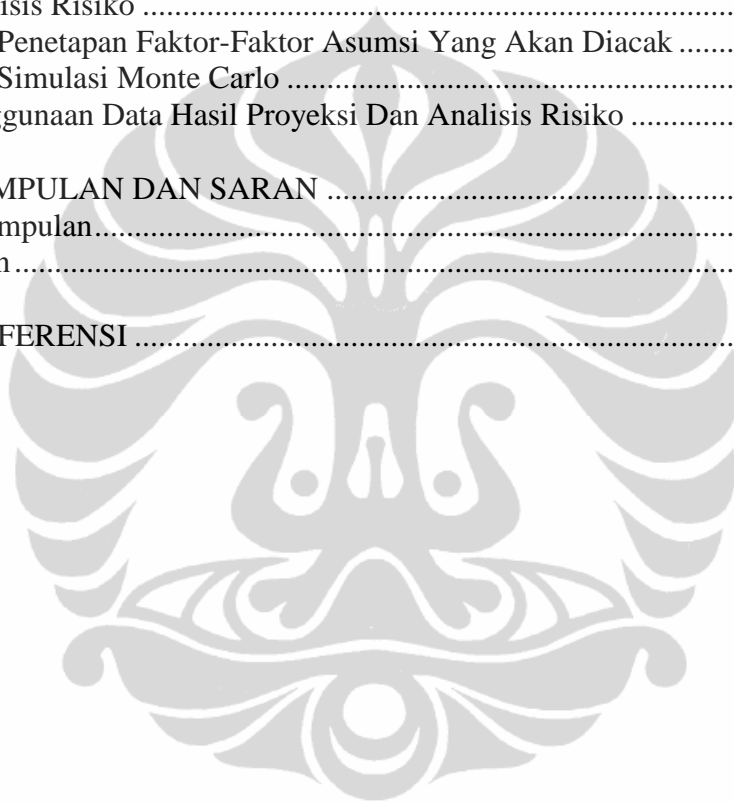 isis Risiko ..........................................................................................
Penetapan Faktor-Faktor Asumsi Yang Akan Diacak .......
Simulasi Monte Carlo .................................................................
ggunaan Data Hasil Proyeksi Dan Analisis Risiko .............
MPULAN DAN SARAN .............................................................
mpulan...............................................................................................
n ..........................................................................................................
FERENSI .........................................................................................